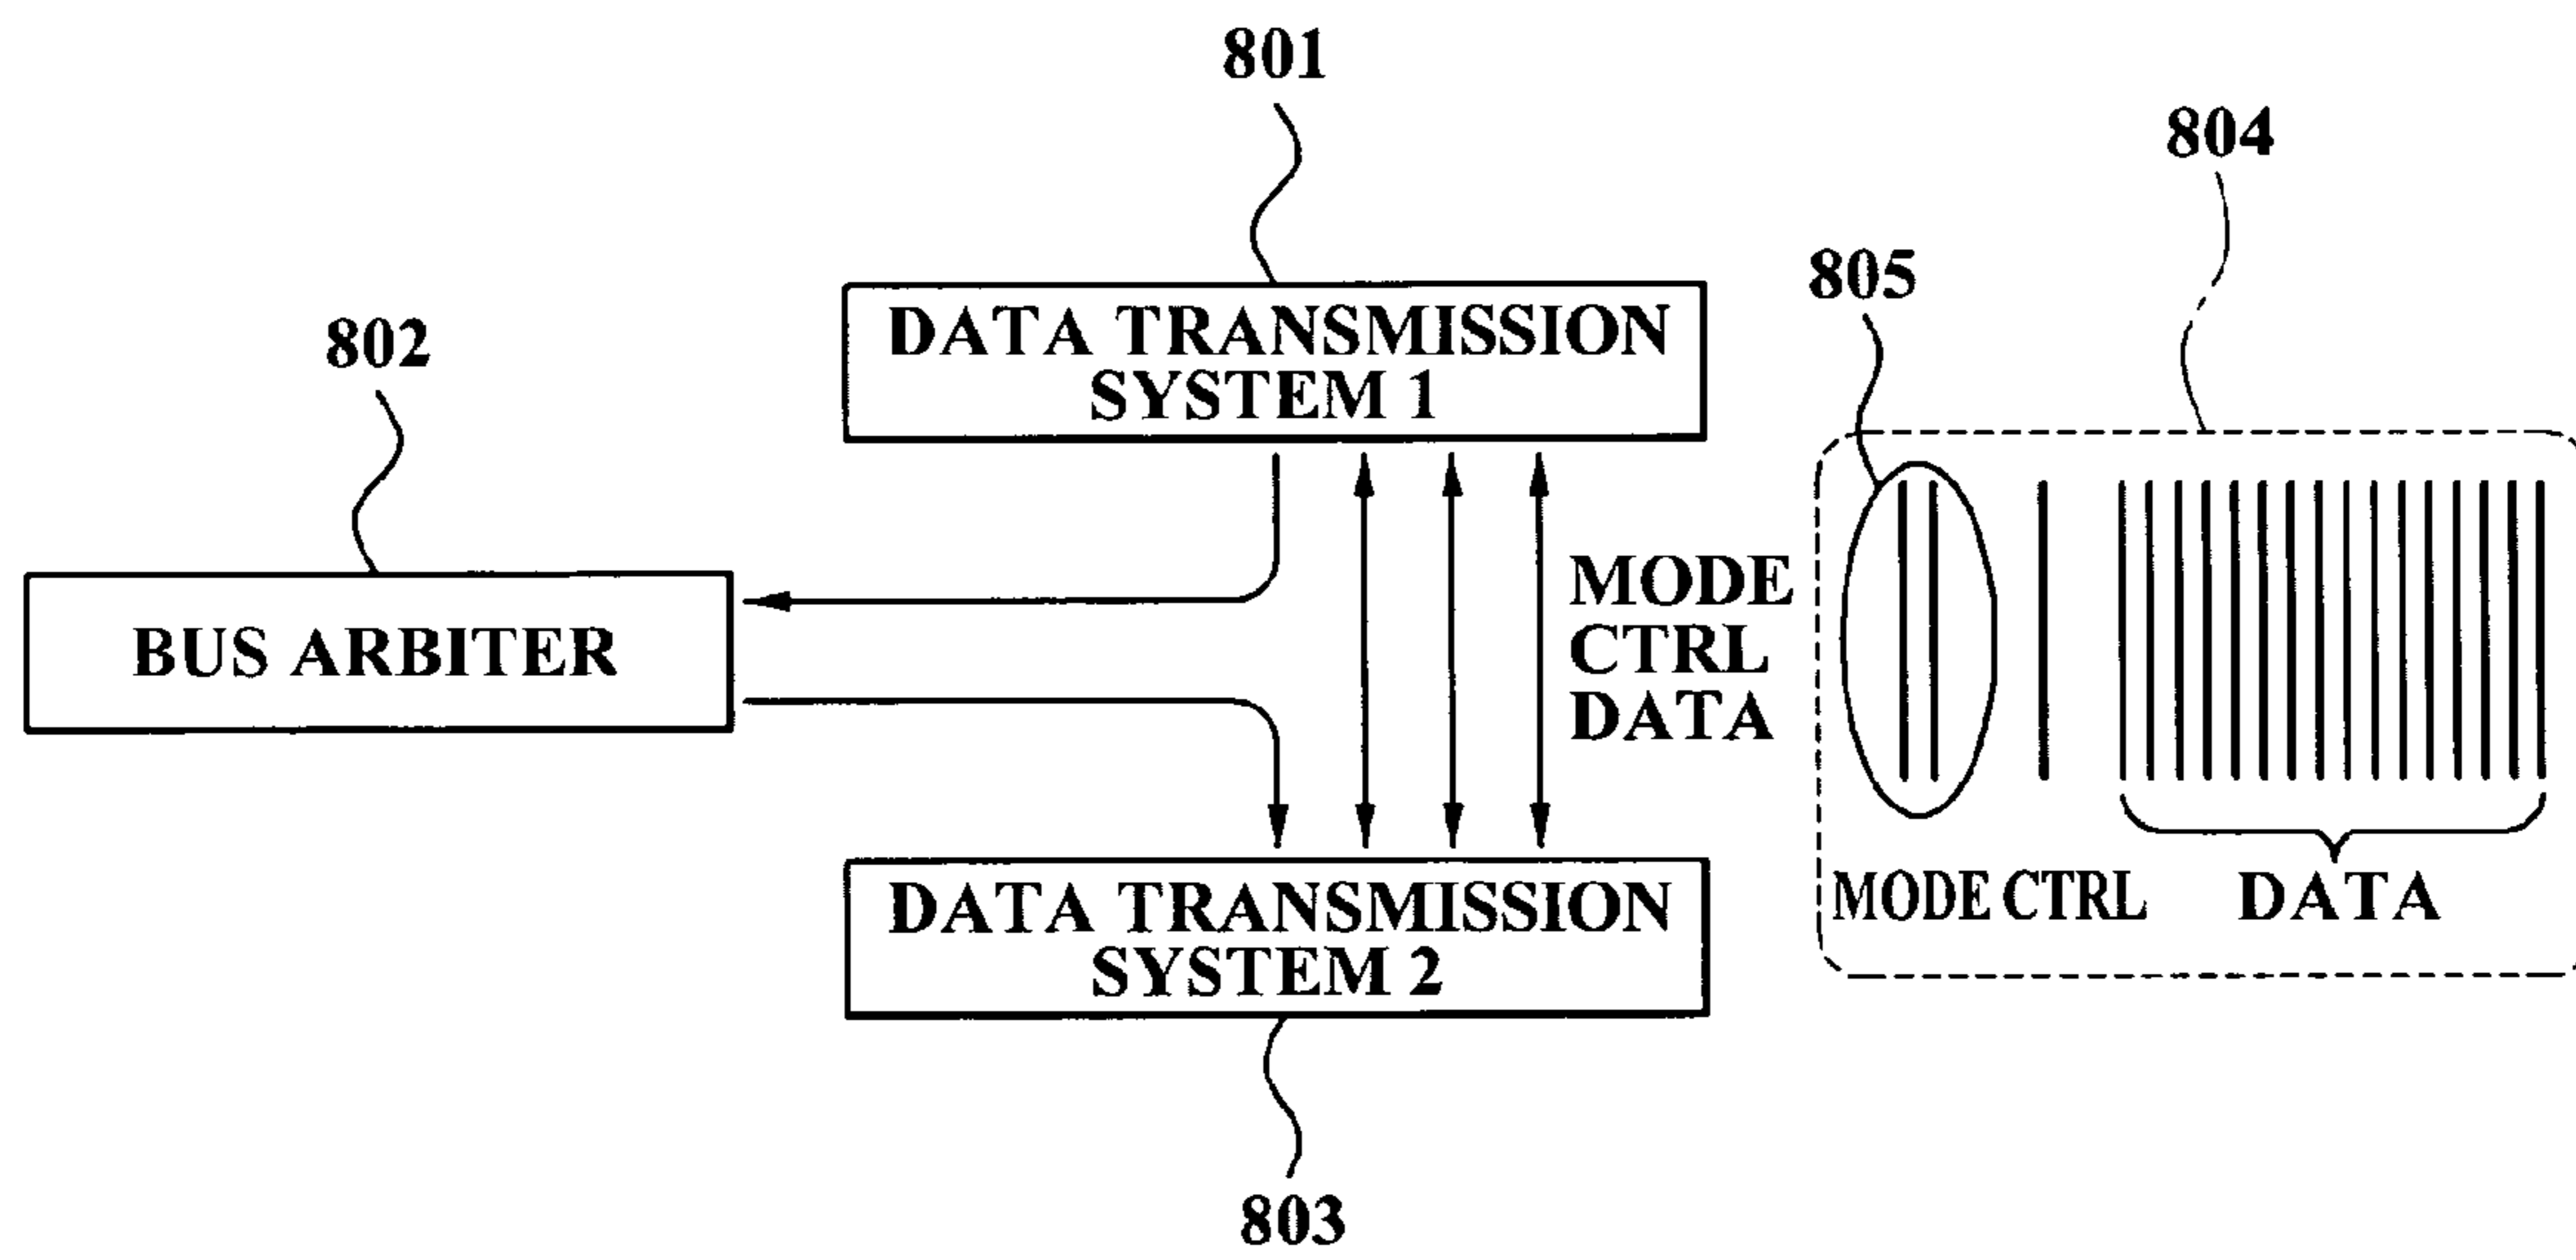 801
804
805
802
DATA TRANSMISSION
SYSTEM 1
MODE
CTRL
DATA
BUS ARBITER
MODE CTRL DATA
DATA TRANSMISSION
SYSTEM 2
803